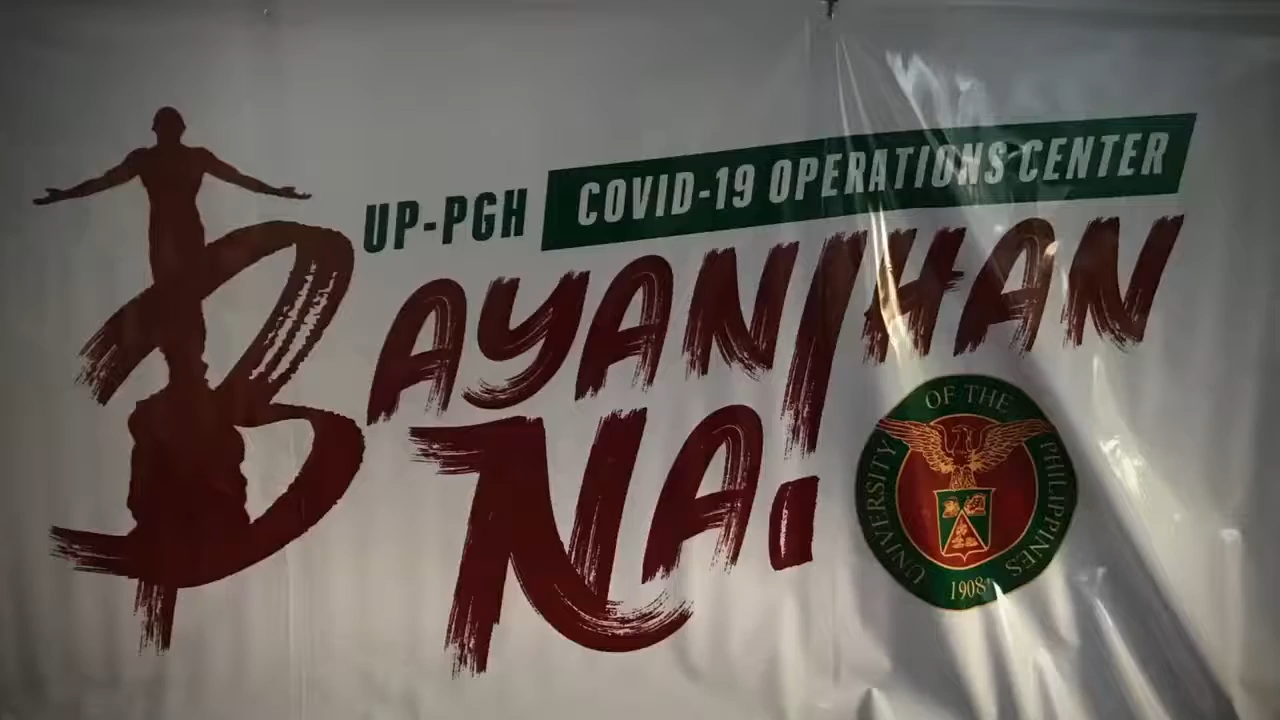 UP-PGH COVID-19 OPERATIONS CENTER
BAYANIHAN
NA!
UNIVERSITY OF THE PHILIPPINES
1908